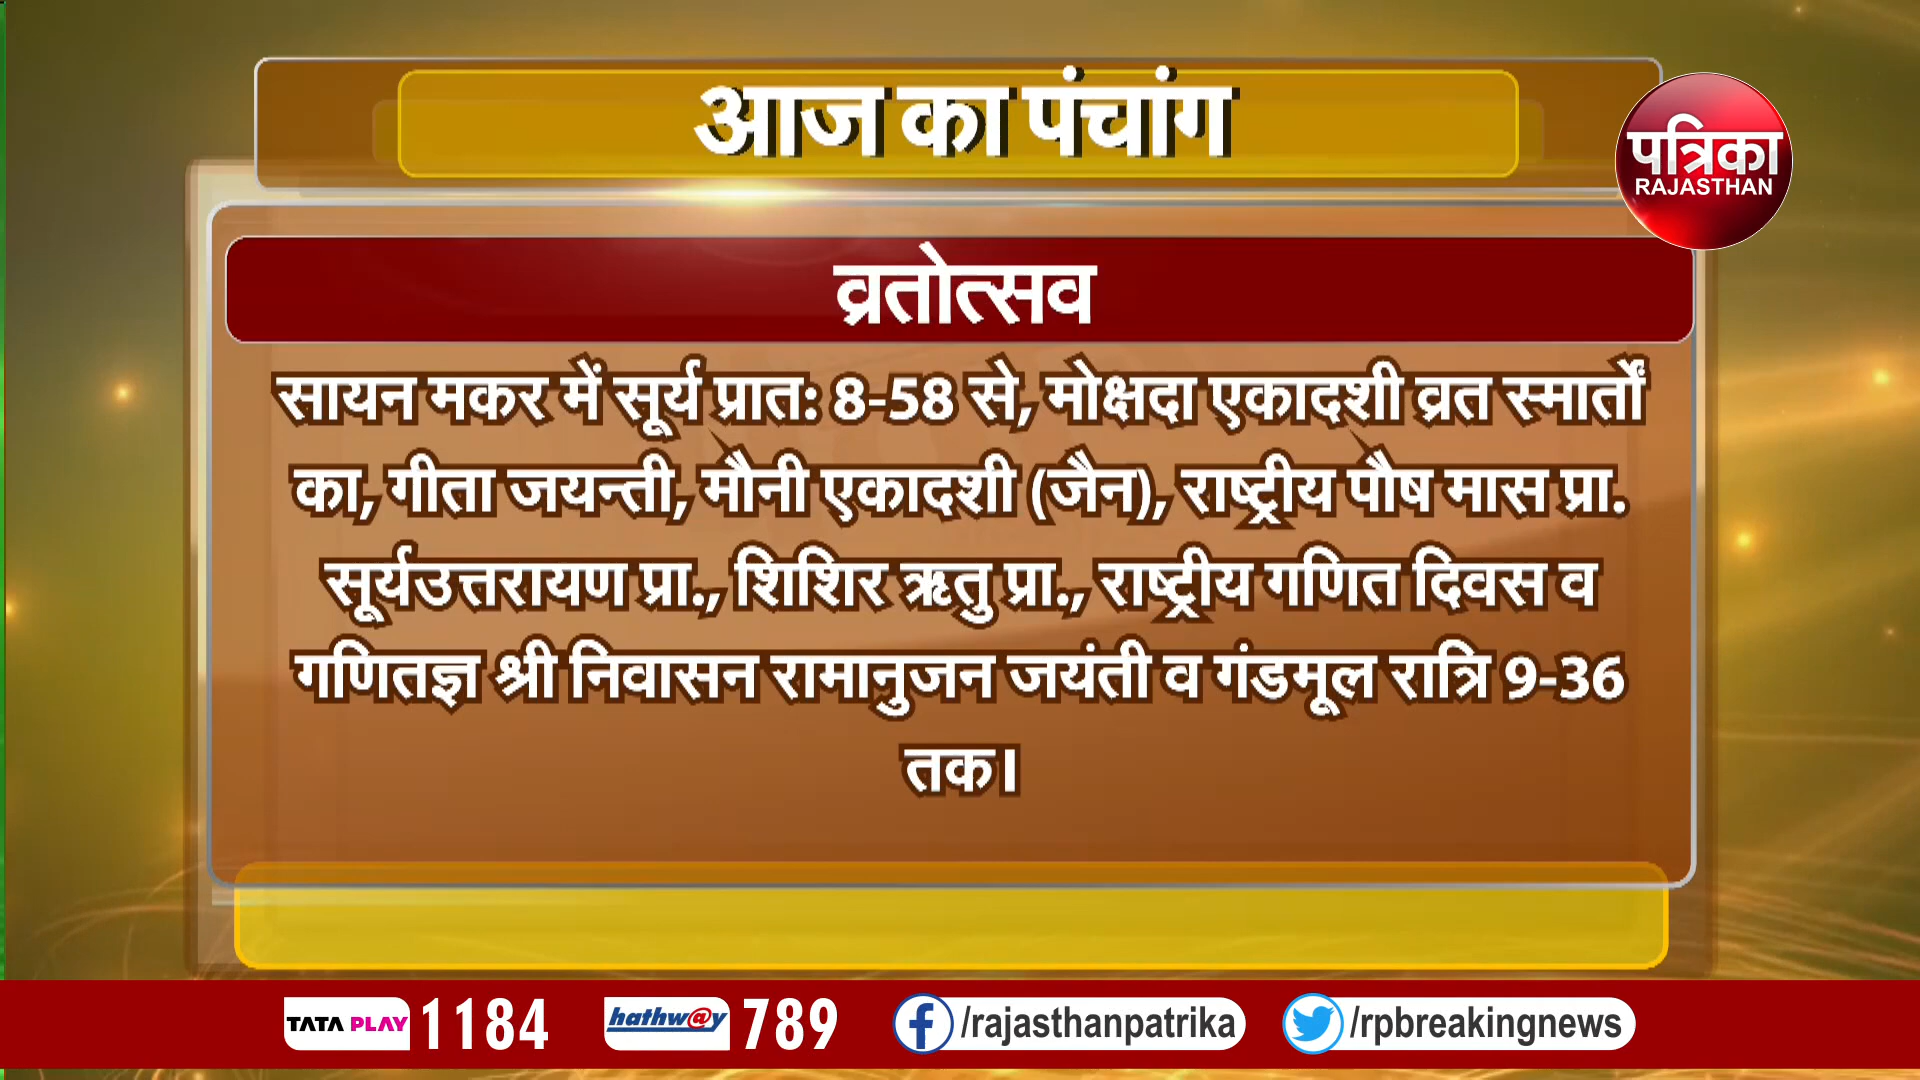 आज का पंचांग
पत्रिका
RAJASTHAN
व्रतोत्सव
सायन मकर में सूर्य प्रात: 8-58 से, मोक्षदा एकादशी व्रत स्मार्तों
का, गीता जयन्ती, मौनी एकादशी (जैन), राष्ट्रीय पौष मास प्रा.
सूर्यउत्तरायण प्रा., शिशिर ऋतु प्रा., राष्ट्रीय गणित दिवस व
गणितज्ञ श्री निवासन रामानुजन जयंती व गंडमूल रात्रि 9-36
तक।
TATA PLAY 1184 hathw@y 789 /rajasthanpatrika /rpbreakingnews